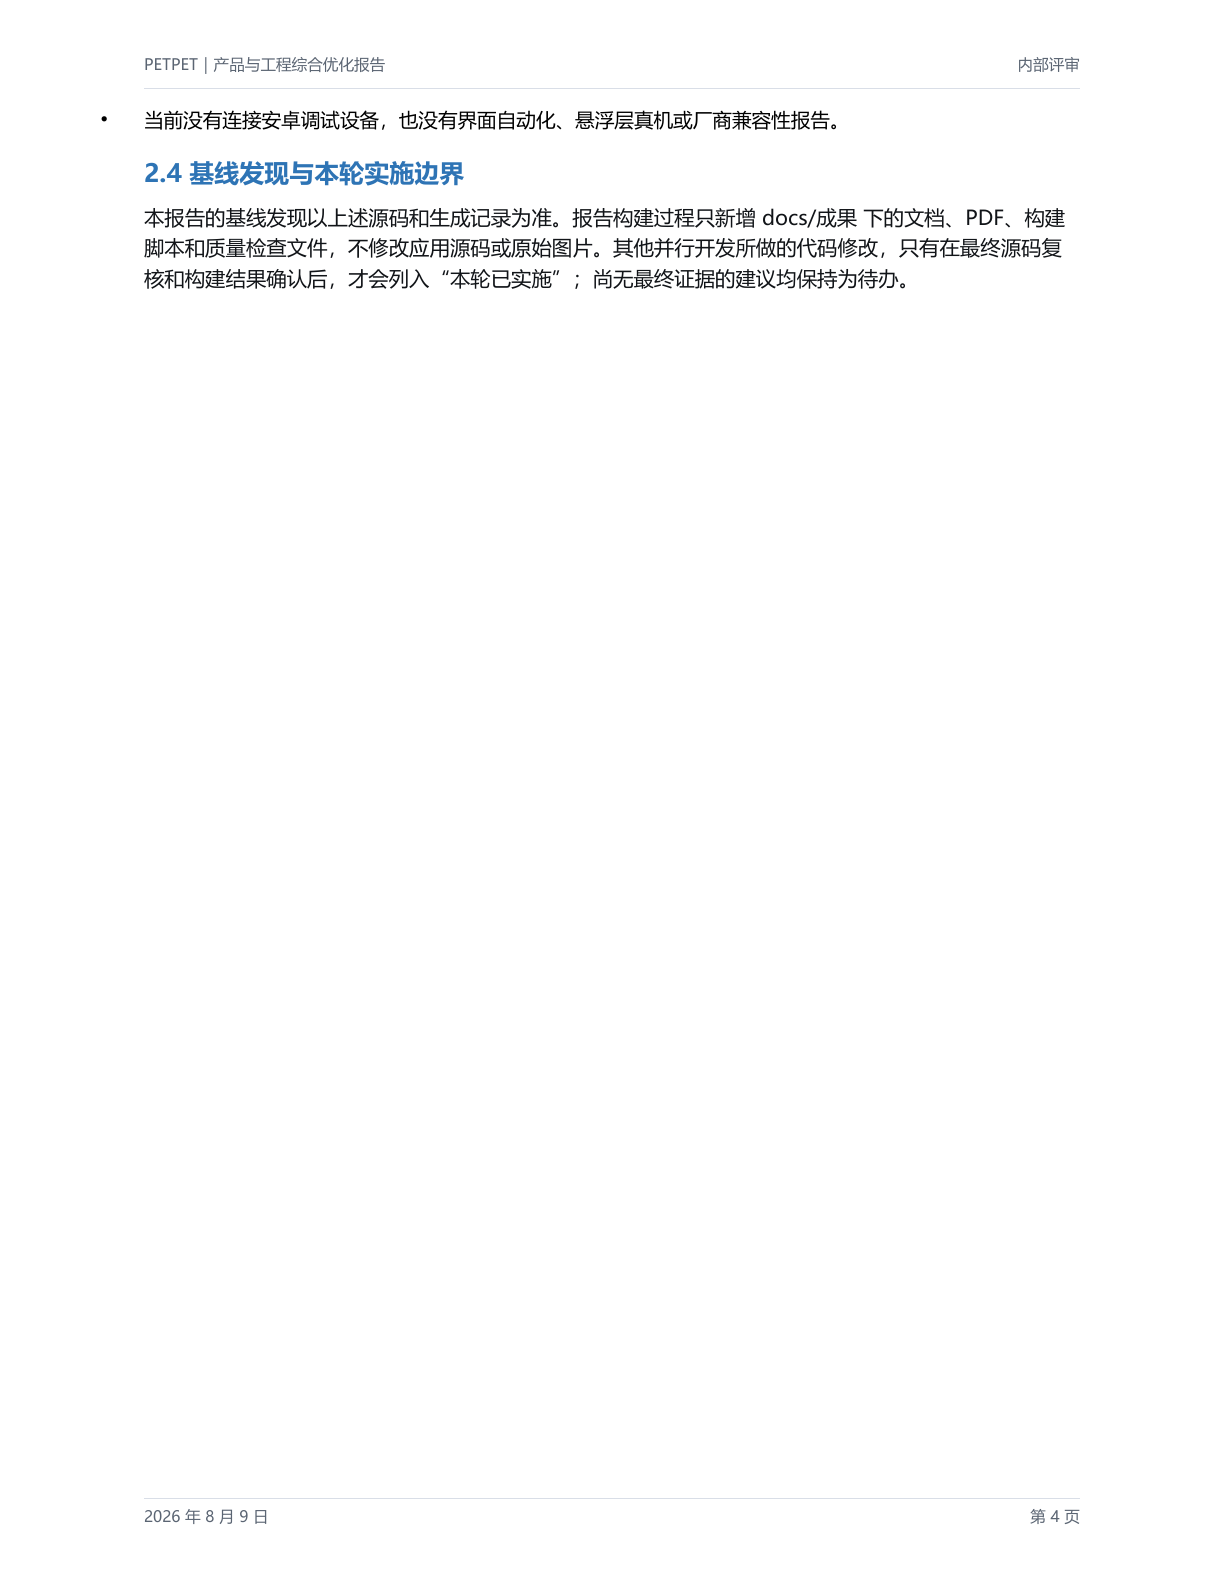 PETPET | 产品与工程综合优化报告
内部评审
• 当前没有连接安卓调试设备，也没有界面自动化、悬浮层真机或厂商兼容性报告。
2.4 基线发现与本轮实施边界
本报告的基线发现以上述源码和生成记录为准。报告构建过程只新增 docs/成果 下的文档、PDF、构建
脚本和质量检查文件，不修改应用源码或原始图片。其他并行开发所做的代码修改，只有在最终源码复
核和构建结果确认后，才会列入“本轮已实施”；尚无最终证据的建议均保持为待办。
2026 年 8 月 9 日
第 4 页